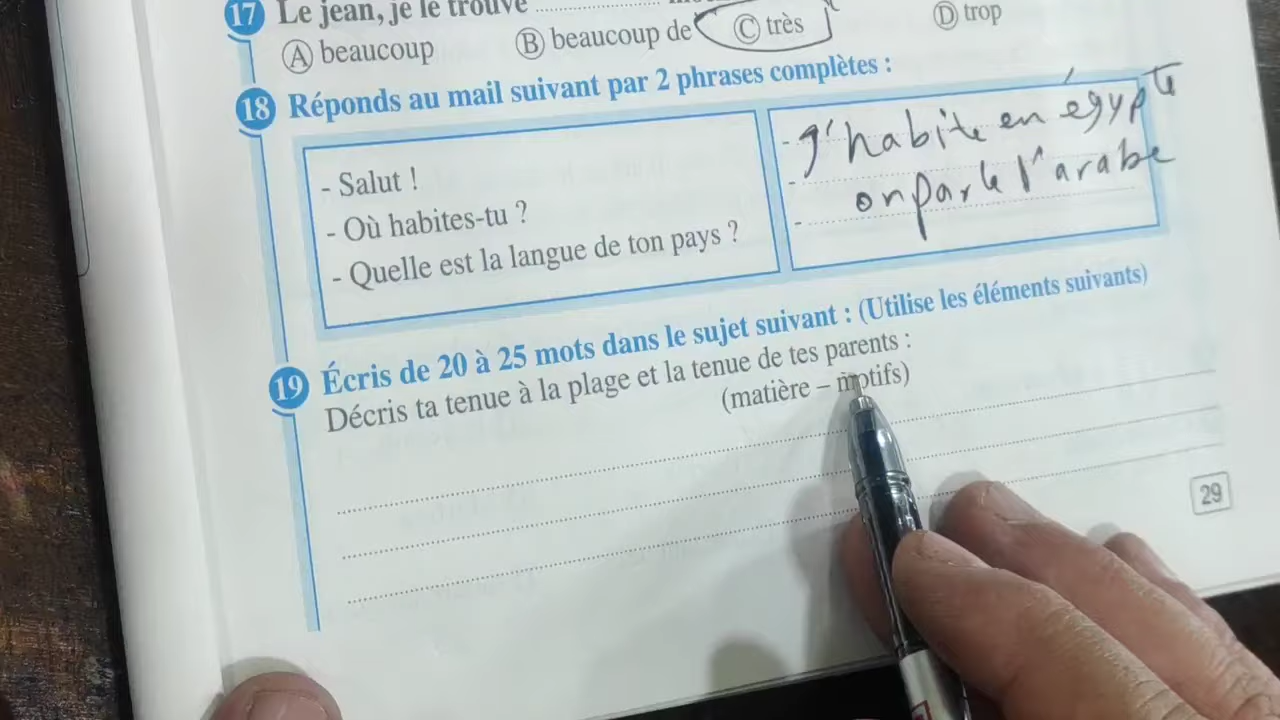 17 Le jean, je le trouve ....................
A beaucoup B beaucoup de C très D trop
18 Réponds au mail suivant par 2 phrases complètes :
- Salut !
- Où habites-tu ?
- Quelle est la langue de ton pays ?
- J'habite en égypte
- on parle l'arabe
-
19 Écris de 20 à 25 mots dans le sujet suivant : (Utilise les éléments suivants)
Décris ta tenue à la plage et la tenue de tes parents :
(matière – motifs)
29